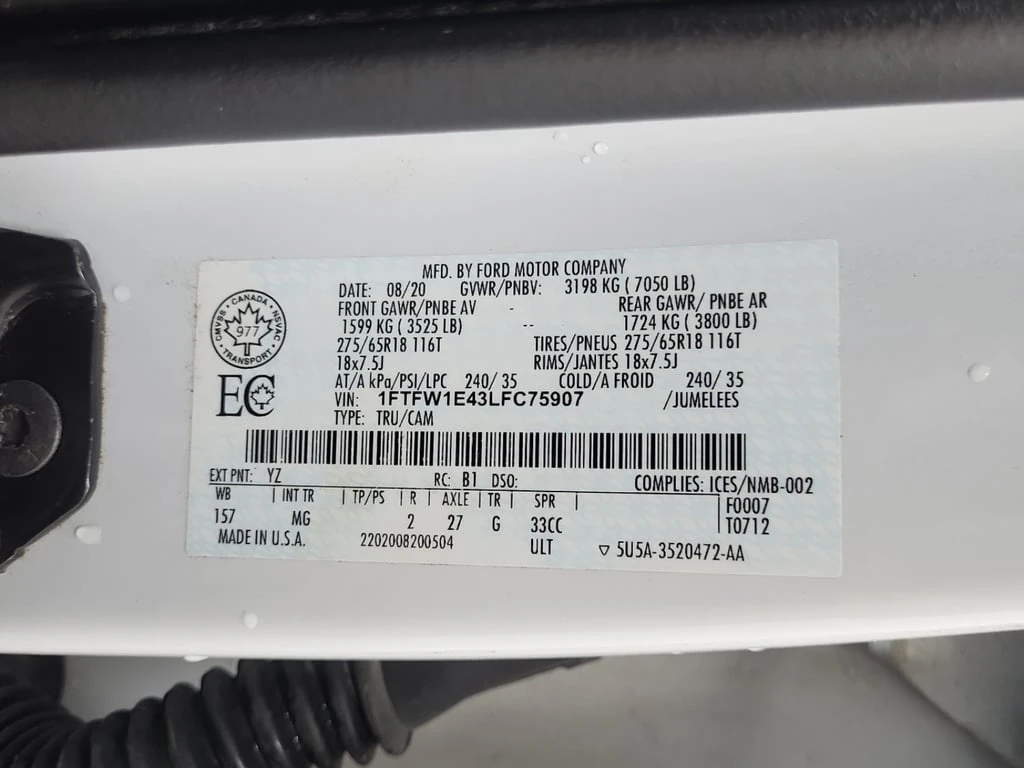 MFD. BY FORD MOTOR COMPANY
DATE: 08/20 GVWR/PNBV: 3198 KG ( 7050 LB)
FRONT GAWR/PNBE AV - REAR GAWR/ PNBE AR
1599 KG ( 3525 LB) -- 1724 KG ( 3800 LB)
275/65R18 116T TIRES/PNEUS 275/65R18 116T
18x7.5J RIMS/JANTES 18x7.5J
AT/A kPa/PSI/LPC 240/ 35 COLD/A FROID 240/ 35
VIN: 1FTFW1E43LFC75907 /JUMELEES
TYPE: TRU/CAM
CANADA
CMVSS 977 NSVAC
TRANSPORT
EC
EXT PNT: YZ RC: B1 DSO: COMPLIES: ICES/NMB-002
WB | INT TR | TP/PS | R | AXLE | TR | SPR F0007
157 MG 2 27 G 33CC T0712
MADE IN U.S.A. 2202008200504 ULT ▽ 5U5A-3520472-AA